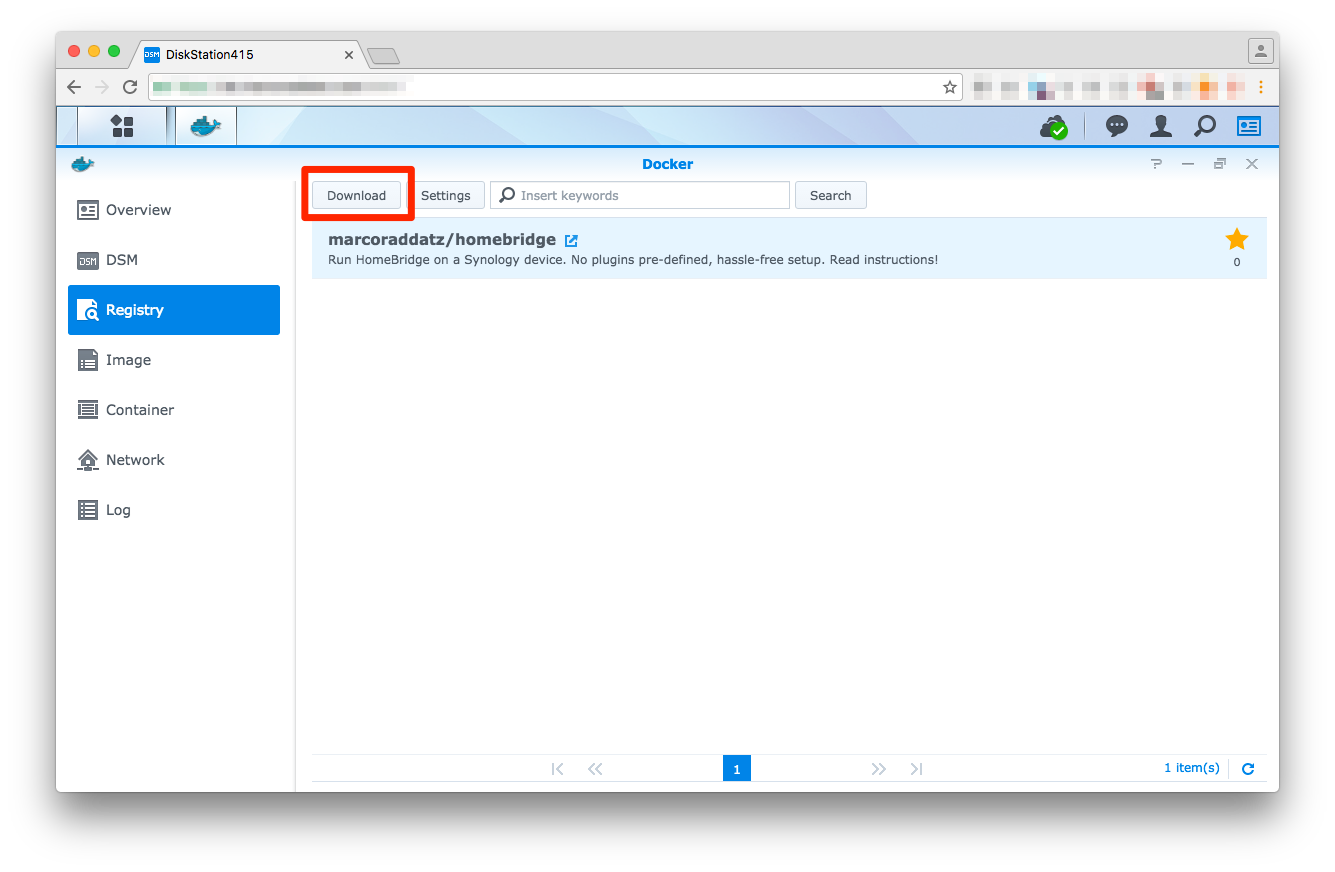 DSM DiskStation415
Docker
Download Settings Insert keywords Search
Overview
DSM DSM
Registry
Image
Container
Network
Log
marcoraddatz/homebridge
Run HomeBridge on a Synology device. No plugins pre-defined, hassle-free setup. Read instructions!
0
1
1 item(s)